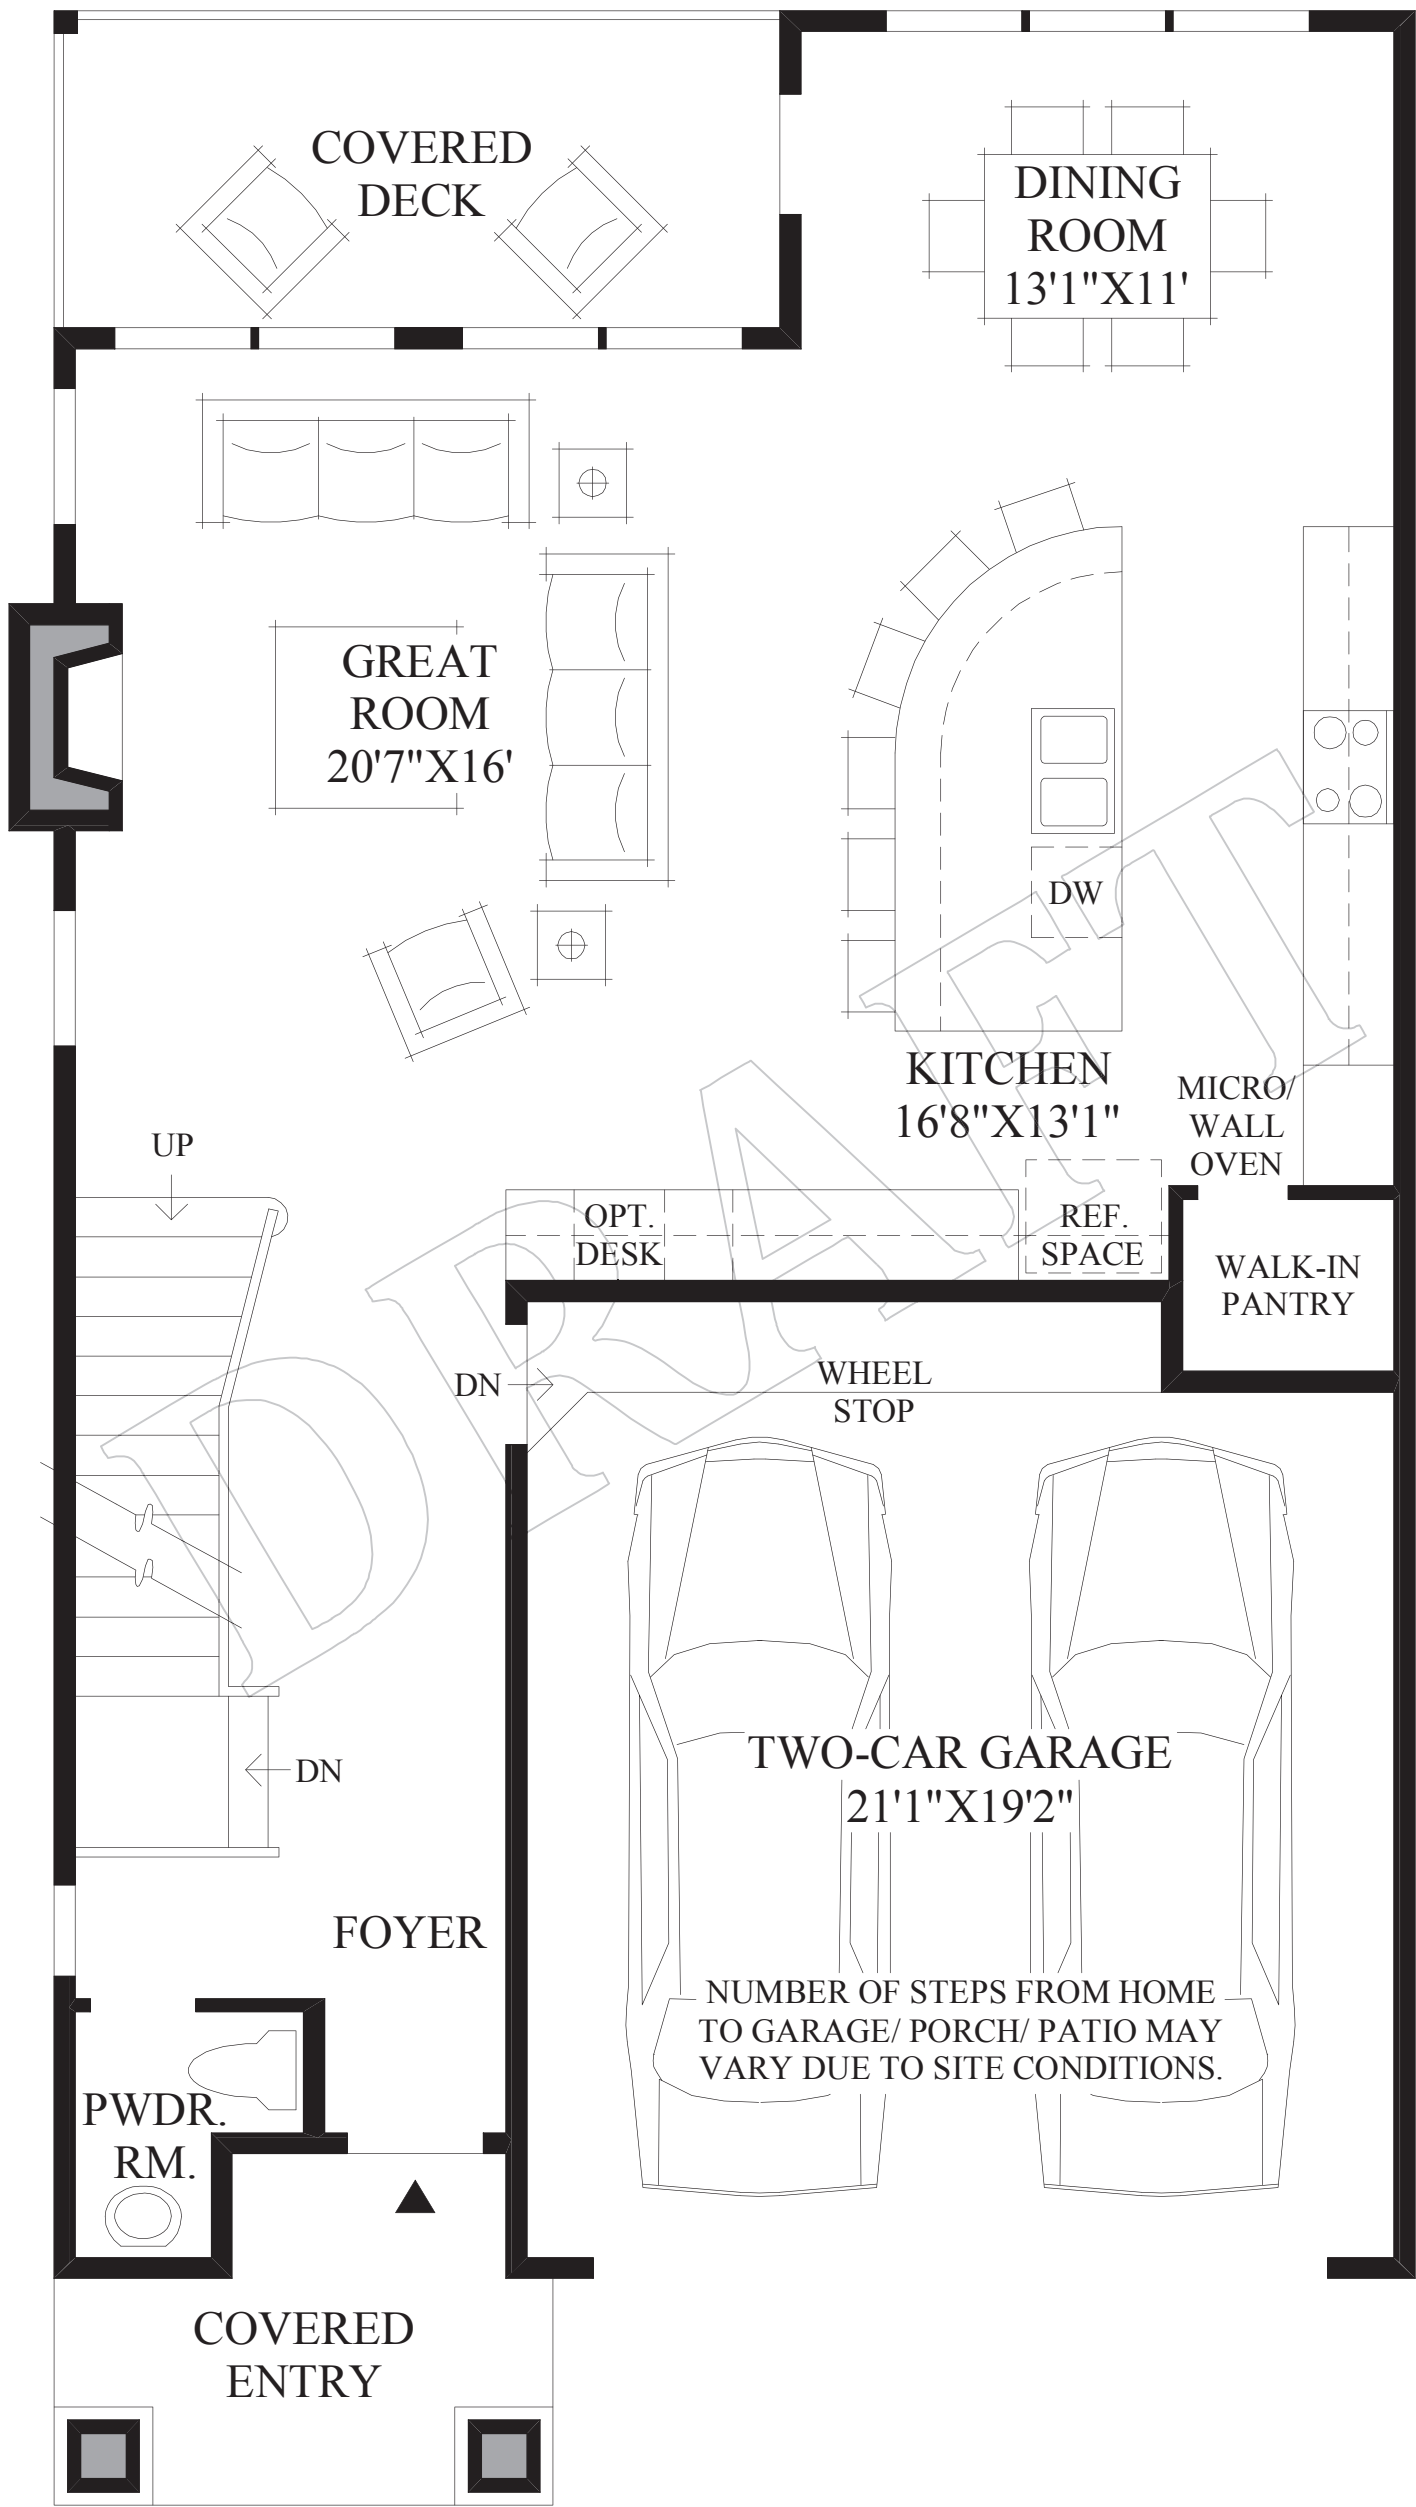 COVERED
DECK
DINING
ROOM
13'1"X11'
GREAT
ROOM
20'7"X16'
DW
KITCHEN
16'8"X13'1"
MICRO/
WALL
OVEN
UP
OPT.
DESK
REF.
SPACE
WALK-IN
PANTRY
DN
WHEEL
STOP
DRAFT
DN
TWO-CAR GARAGE
21'1"X19'2"
FOYER
NUMBER OF STEPS FROM HOME
TO GARAGE/ PORCH/ PATIO MAY
VARY DUE TO SITE CONDITIONS.
PWDR.
RM.
COVERED
ENTRY